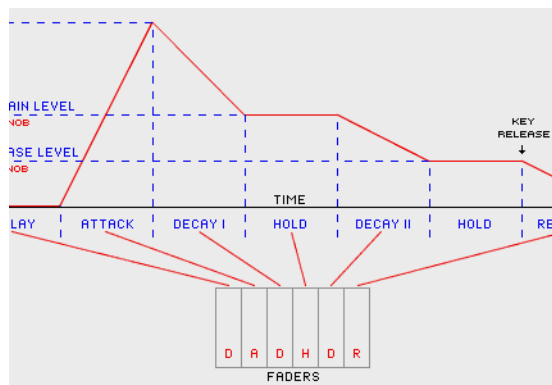 AIN LEVEL
NOB
KEY
RELEASE
ASE LEVEL
NOB
TIME
LAY ATTACK DECAY I HOLD DECAY II HOLD RE
D A D H D R
FADERS